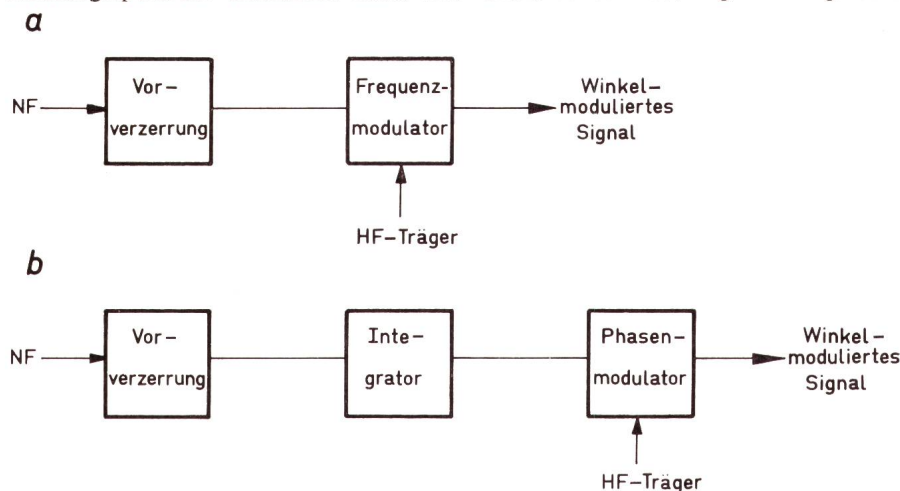 a
NF
Vor-
verzerrung
Frequenz-
modulator
Winkel-
moduliertes
Signal
HF-Träger
b
NF
Vor-
verzerrung
Inte-
grator
Phasen-
modulator
Winkel-
moduliertes
Signal
HF-Träger